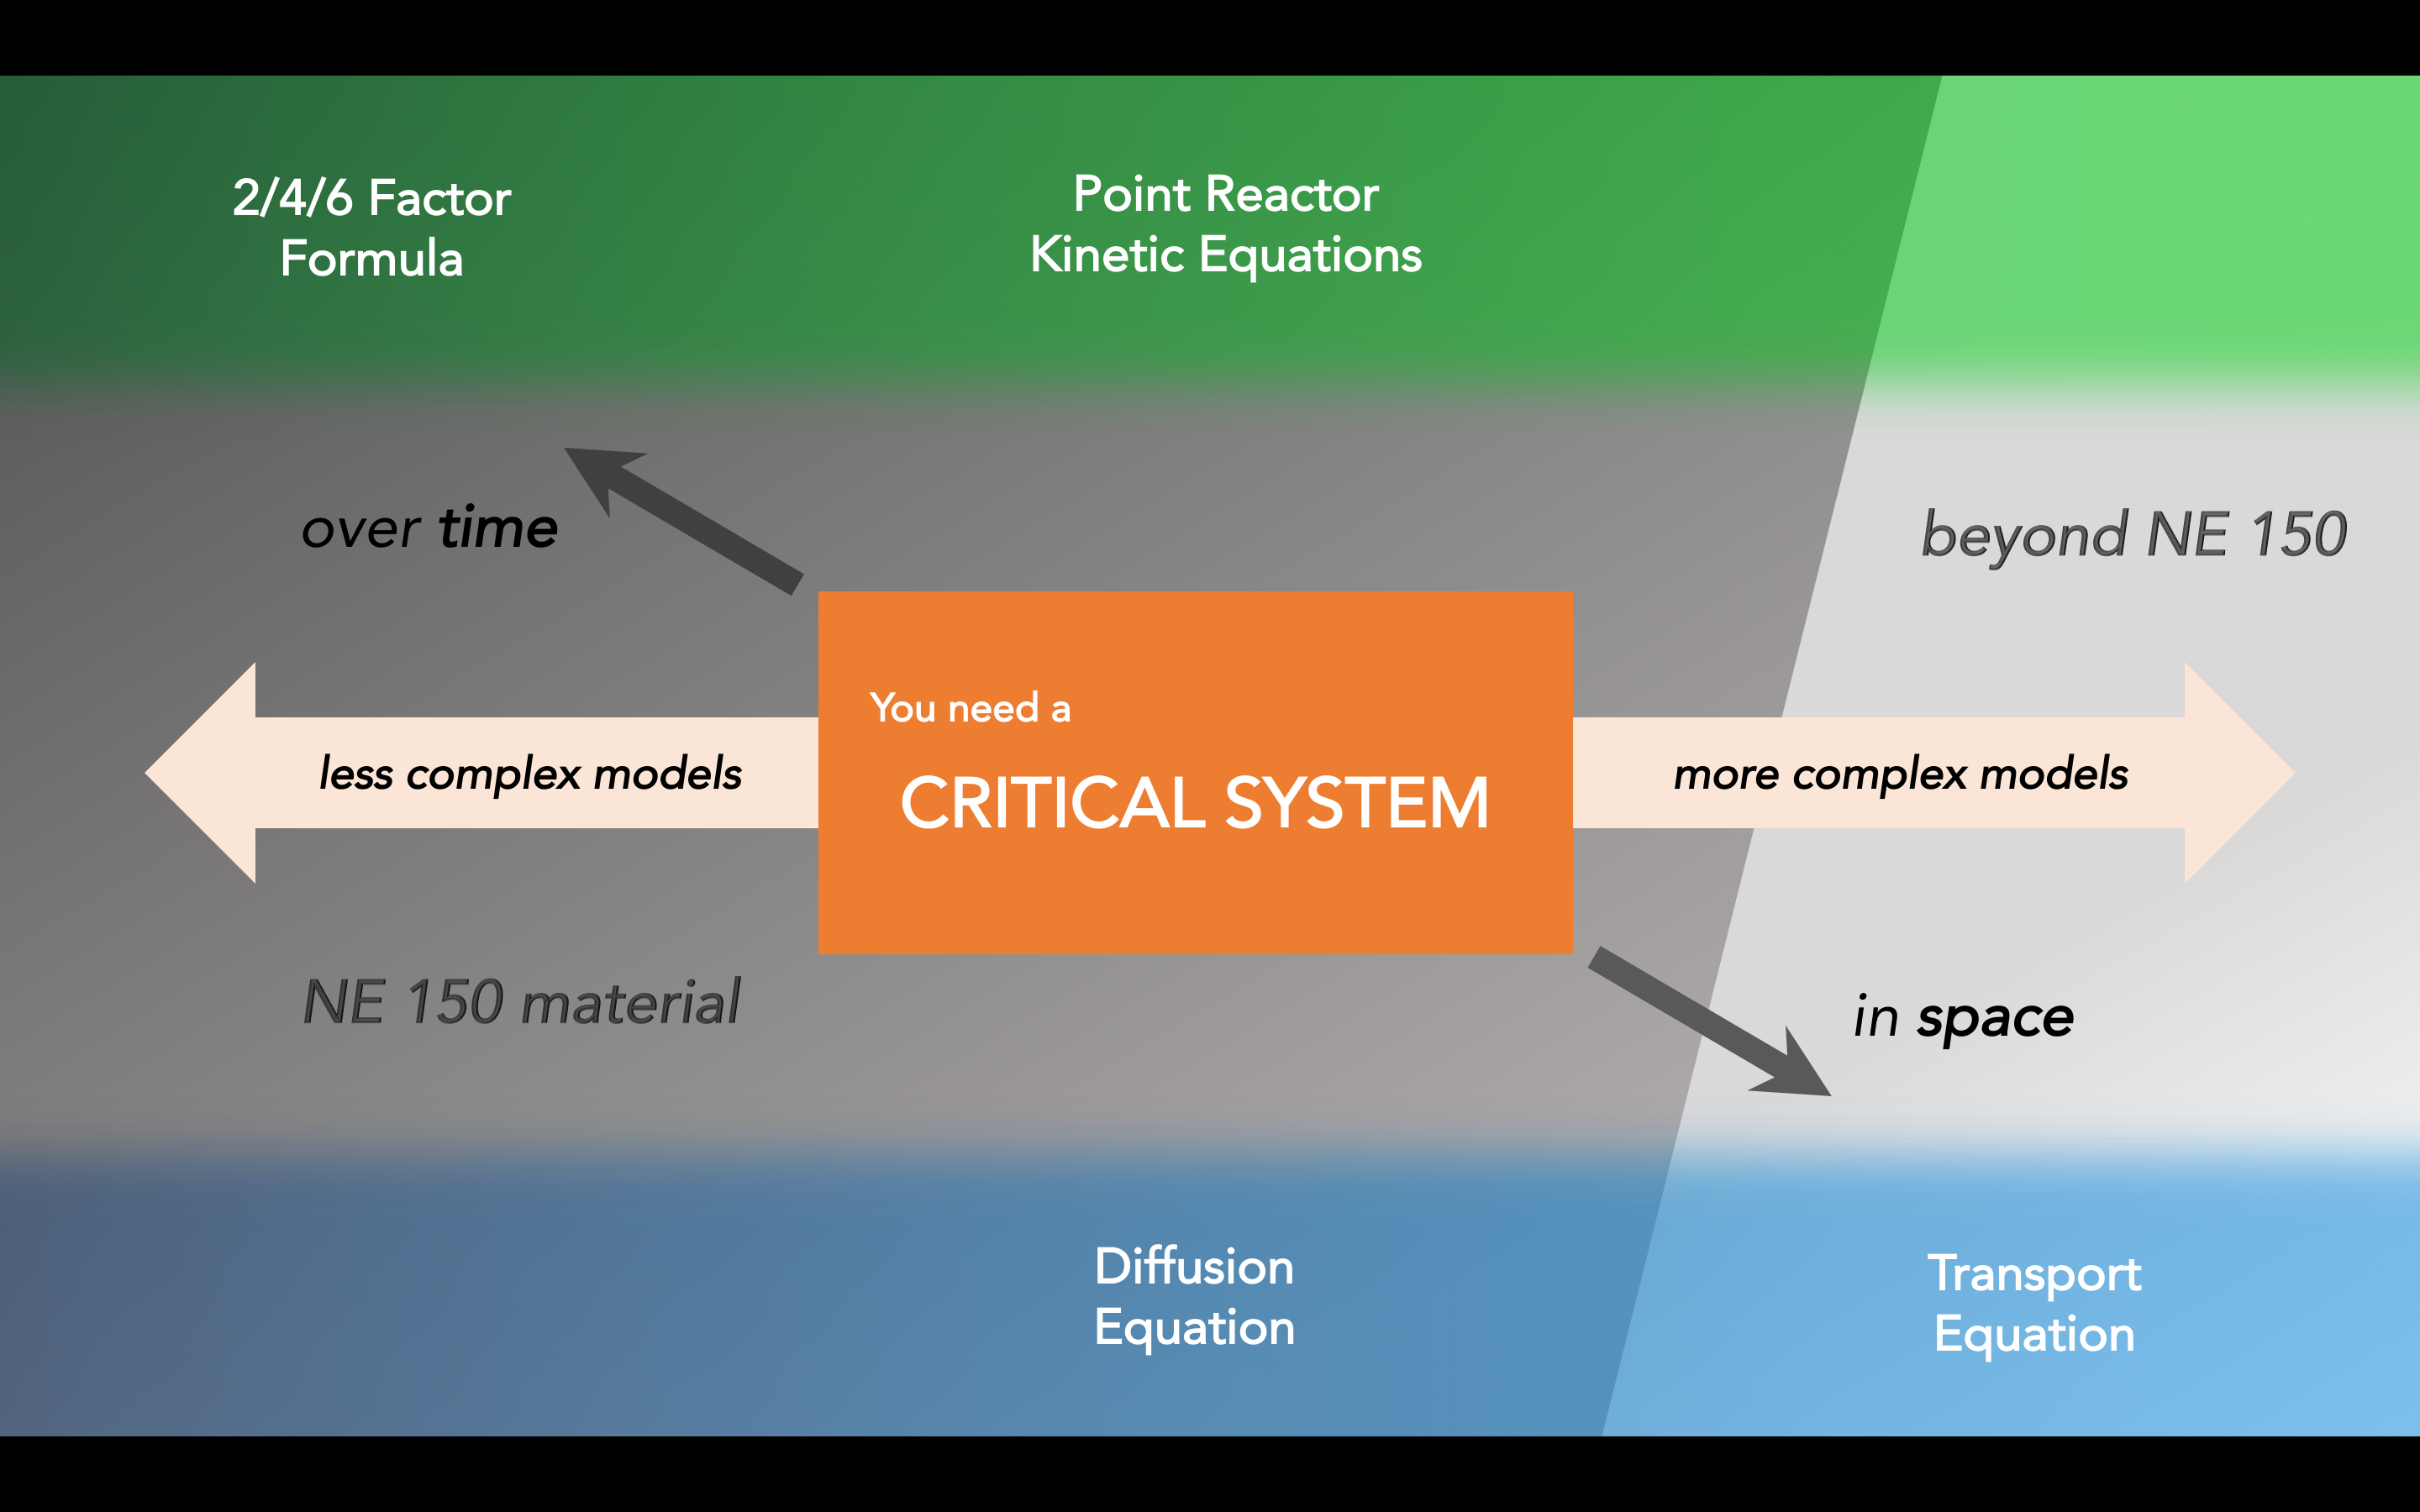 2/4/6 Factor
Formula
Point Reactor
Kinetic Equations
over time
beyond NE 150
You need a
CRITICAL SYSTEM
less complex models
more complex models
NE 150 material
in space
Diffusion
Equation
Transport
Equation